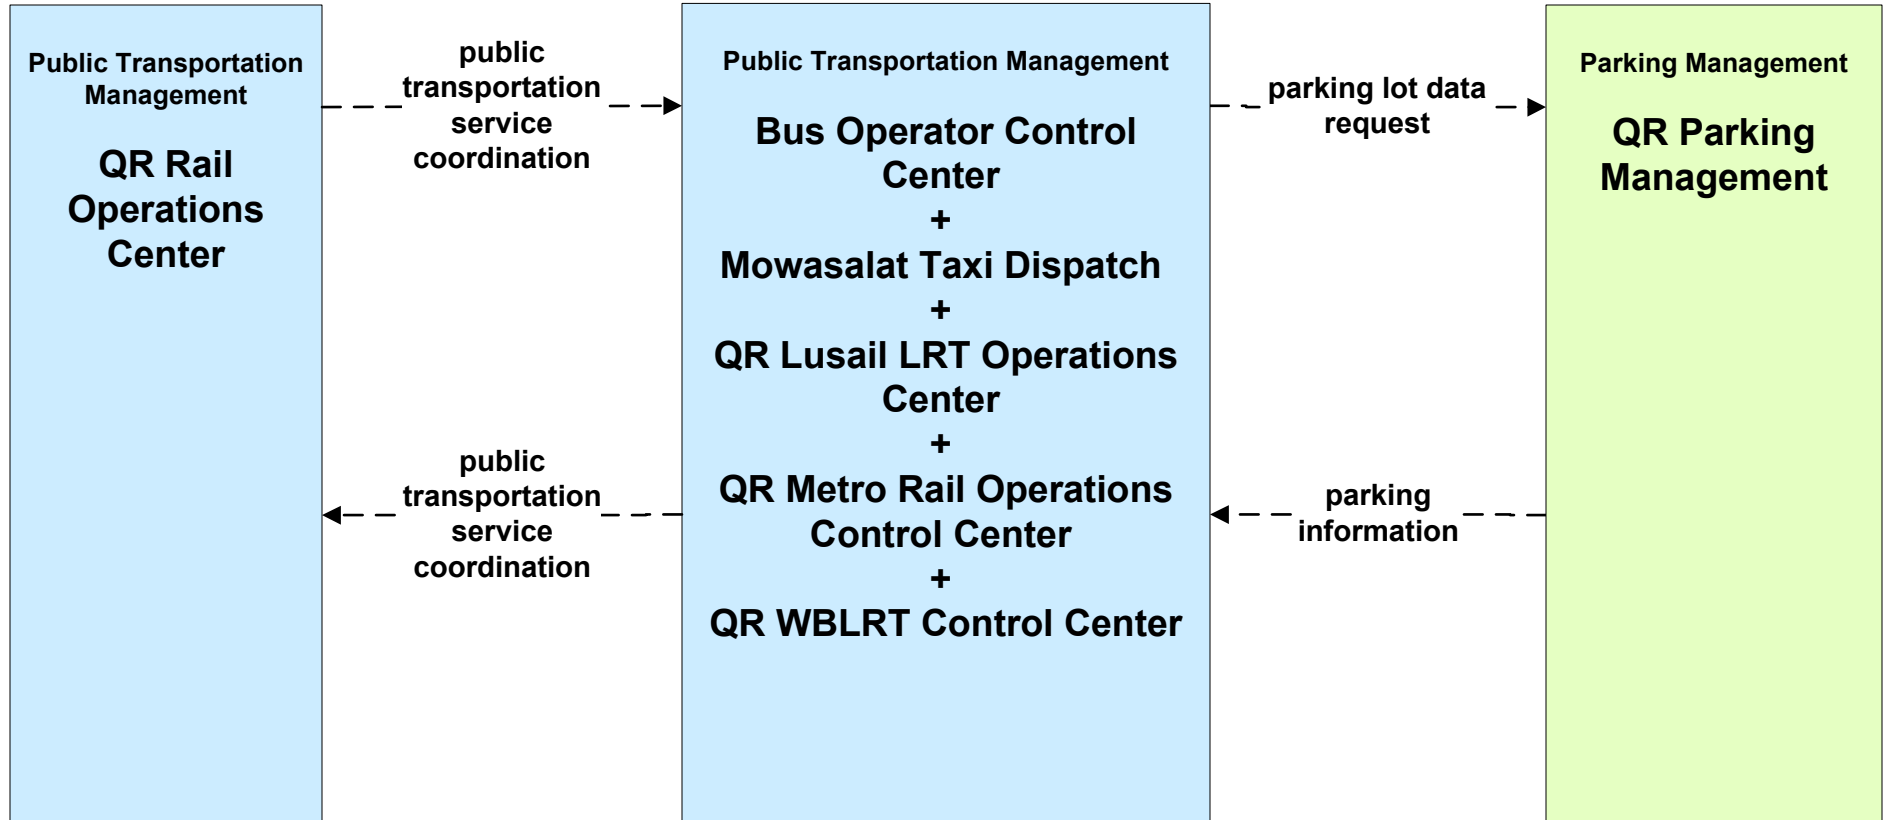 Public Transportation
Management
QR Rail
Operations
Center
public
transportation
service
coordination
public
transportation
service
coordination
Public Transportation Management
Bus Operator Control
Center
+
Mowasalat Taxi Dispatch
+
QR Lusail LRT Operations
Center
+
QR Metro Rail Operations
Control Center
+
QR WBLRT Control Center
parking lot data
request
parking
information
Parking Management
QR Parking
Management